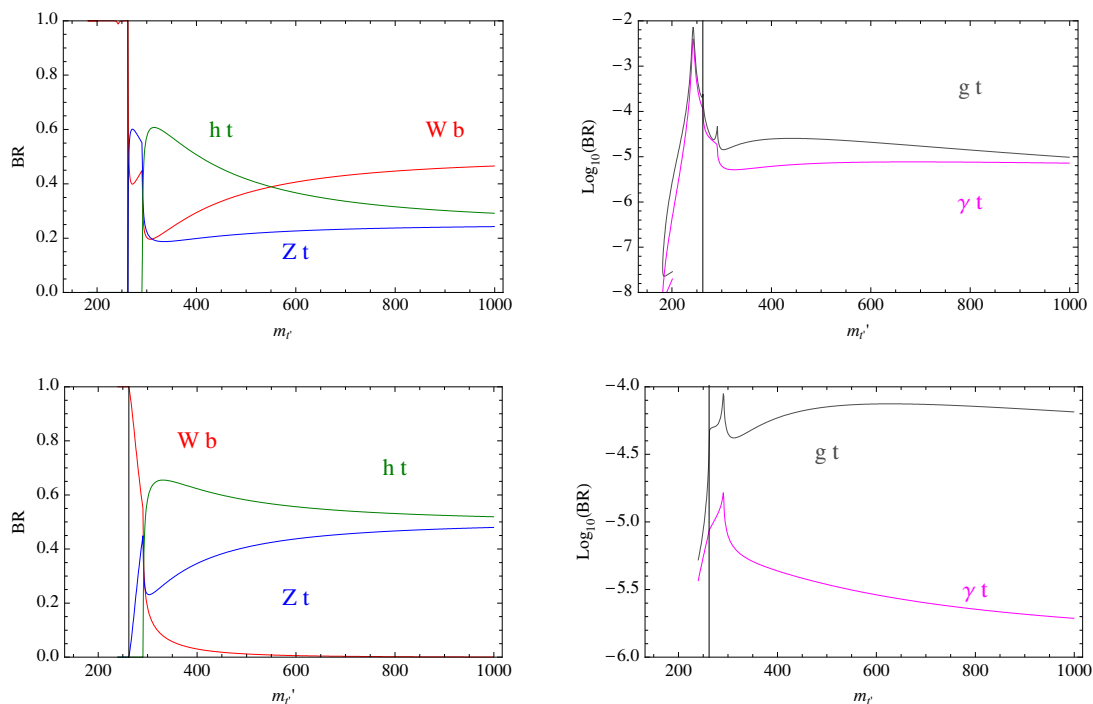 1.0
0.8
0.6
0.4
0.2
0.0
BR
h t
W b
Z t
200 400 600 800 1000
m_t'
−2
−3
−4
−5
−6
−7
−8
Log₁₀(BR)
g t
γ t
200 400 600 800 1000
m_t''
1.0
0.8
0.6
0.4
0.2
0.0
BR
W b
h t
Z t
200 400 600 800 1000
m_t''
−4.0
−4.5
−5.0
−5.5
−6.0
Log₁₀(BR)
g t
γ t
200 400 600 800 1000
m_t'